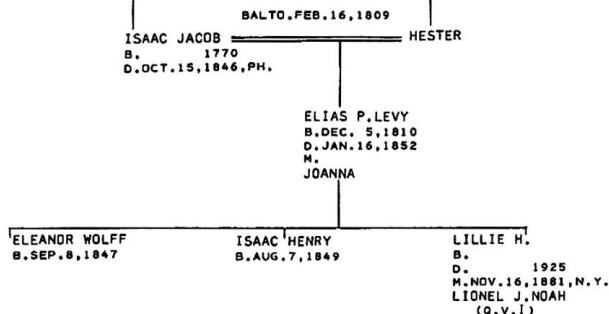 BALTO.FEB.16,1809
ISAAC JACOB HESTER
B. 1770
D.OCT.15,1846,PH.
ELIAS P.LEVY
B.DEC. 5,1810
D.JAN.16,1852
M.
JOANNA
ELEANOR WOLFF
B.SEP.8,1847
ISAAC HENRY
B.AUG.7,1849
LILLIE H.
B.
D. 1925
M.NOV.16,1881,N.Y.
LIONEL J.NOAH
(Q.V.I)